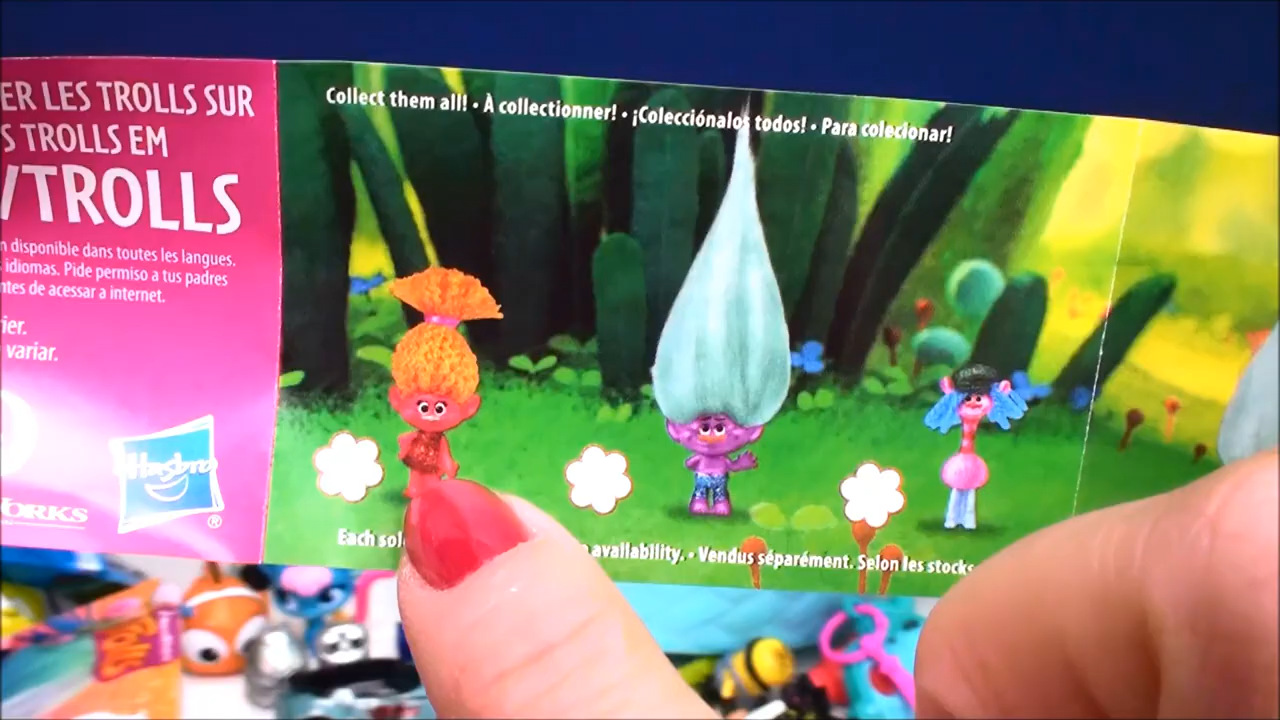 ER LES TROLLS SUR
S TROLLS EM
/TROLLS
n disponible dans toutes les langues.
idiomas. Pide permiso a tus padres
ntes de acessar a internet.
ier.
variar.
Hasbro
®
ORKS
Collect them all! • À collectionner! • ¡Colecciónalos todos! • Para colecionar!
Each sol
availability. • Vendus séparément. Selon les stocks
Trolls